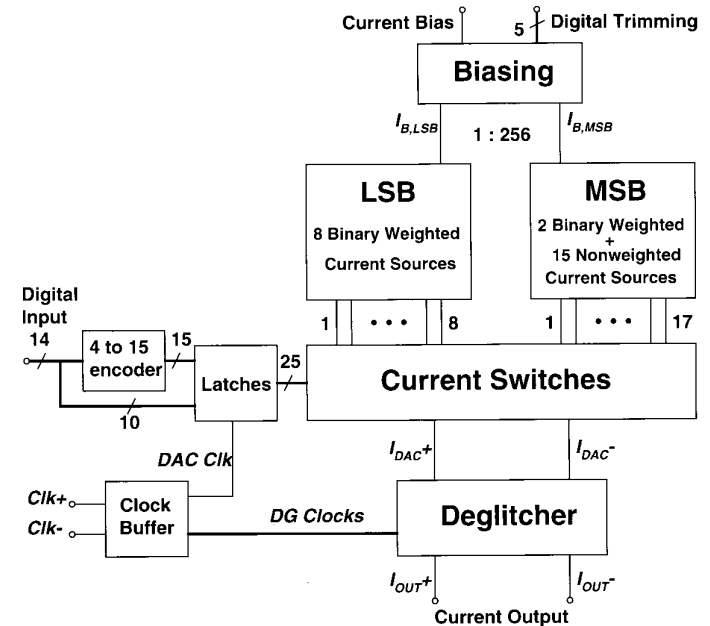 Current Bias
5
Digital Trimming
Biasing
I_B,LSB
1 : 256
I_B,MSB
LSB
8 Binary Weighted
Current Sources
MSB
2 Binary Weighted
+
15 Nonweighted
Current Sources
1
• • •
8
1
• • •
17
Digital
Input
14
4 to 15
encoder
15
Latches
25
Current Switches
10
DAC Clk
I_DAC+
I_DAC-
Clk+
Clk-
Clock
Buffer
DG Clocks
Deglitcher
I_OUT+
I_OUT-
Current Output